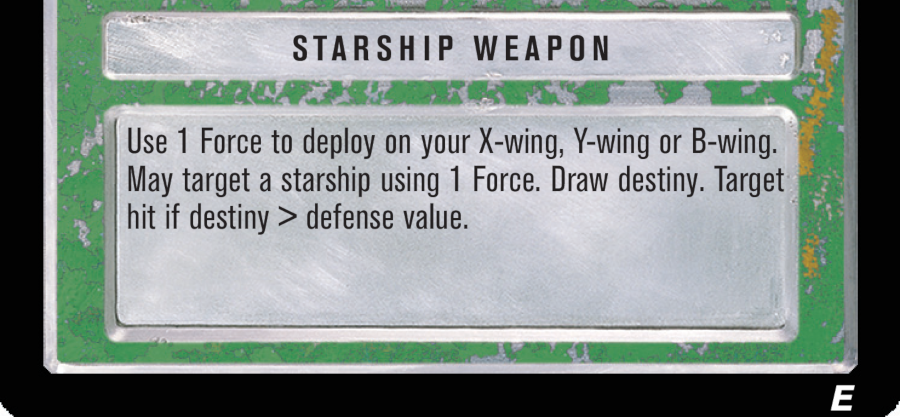 STARSHIP WEAPON
Use 1 Force to deploy on your X-wing, Y-wing or B-wing.
May target a starship using 1 Force. Draw destiny. Target
hit if destiny > defense value.
E